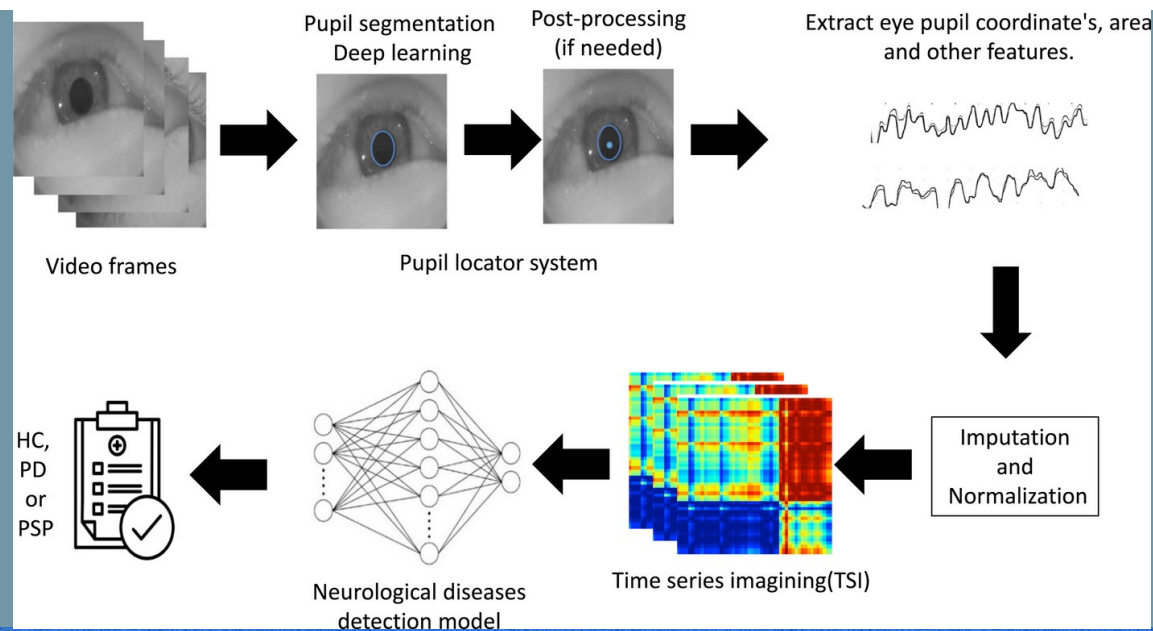 Pupil segmentation
Deep learning
Post-processing
(if needed)
Extract eye pupil coordinate's, area
and other features.
Video frames
Pupil locator system
Imputation
and
Normalization
Time series imagining(TSI)
Neurological diseases
detection model
HC,
PD
or
PSP